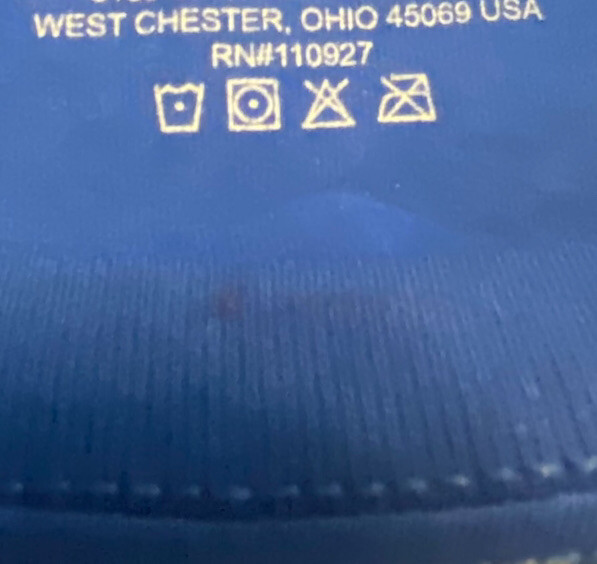 WEST CHESTER, OHIO 45069 USA
RN#110927